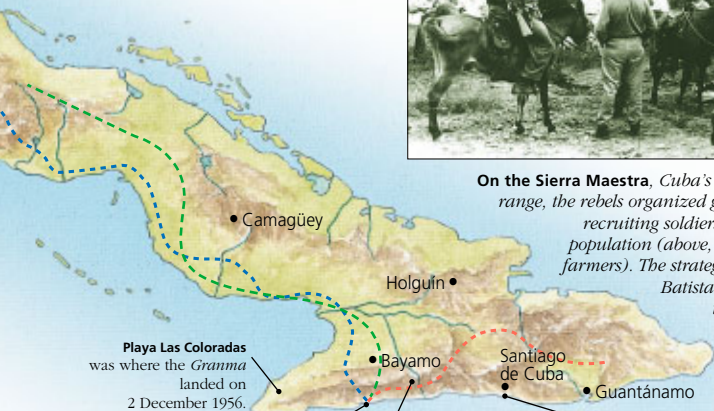 On the Sierra Maestra, Cuba's
range, the rebels organized
recruiting soldier
population (above,
farmers). The strateg
Batista
Camagüey
Holguín
Playa Las Coloradas
was where the Granma
landed on
2 December 1956.
Bayamo
Santiago
de Cuba
Guantánamo